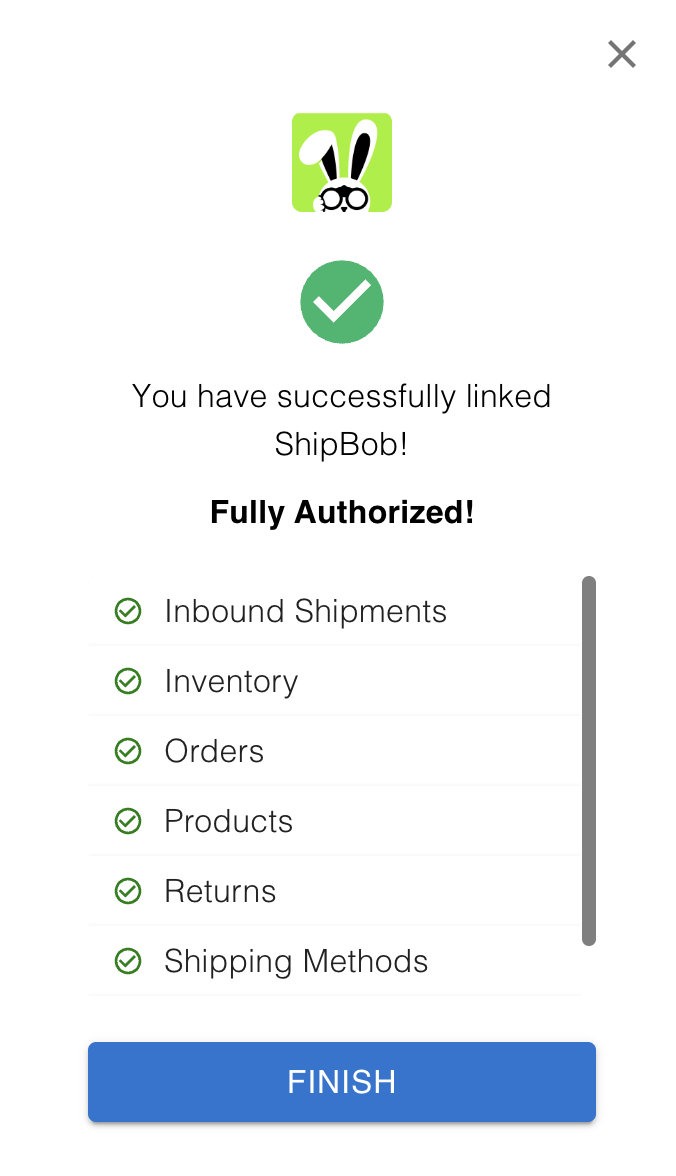 You have successfully linked
ShipBob!
Fully Authorized!
Inbound Shipments
Inventory
Orders
Products
Returns
Shipping Methods
FINISH